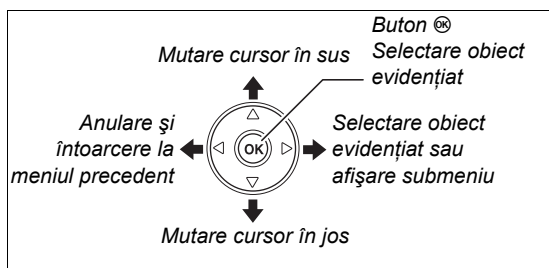 Buton OK
Selectare obiect
evidențiat
Mutare cursor în sus
Anulare şi
întoarcere la
meniul precedent
OK
Selectare obiect
evidențiat sau
afişare submeniu
Mutare cursor în jos